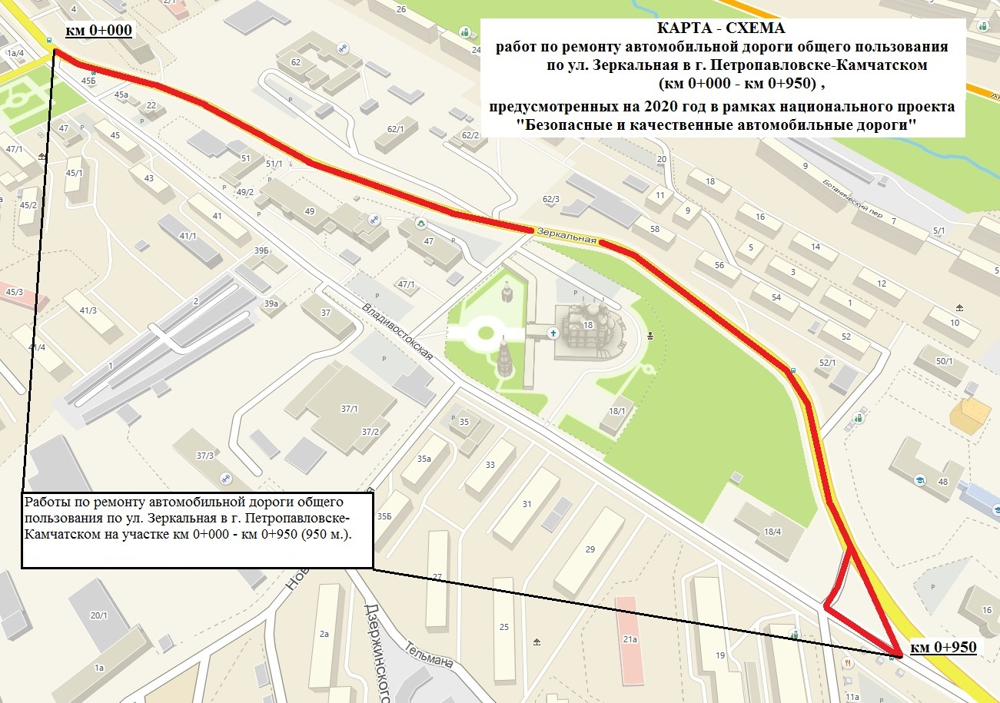 КАРТА - СХЕМА
работ по ремонту автомобильной дороги общего пользования
по ул. Зеркальная в г. Петропавловске-Камчатском
(км 0+000 - км 0+950) ,
предусмотренных на 2020 год в рамках национального проекта
"Безопасные и качественные автомобильные дороги"
км 0+000
26
4
2/1
24
1а/4
45Б
45а
22
62
62/1
62/2
47
45
47/1
45/1
43
51
51/1
49/2
20
18
9
Ботанический пер
7
5/1
62/3
11
9
16
45/2
41
49
58
Зеркальная
41/1
47
5
14
39Б
56
3
12
45/3
2
47/1
54
1
10
41/3
39а
37
Владивостокская
18
52
41/4
1
52/1
50/1
37/1
18/1
37/2
35
37/3
35а
33
48
31
35Б
18/4
29
27
Работы по ремонту автомобильной дороги общего
пользования по ул. Зеркальная в г. Петропавловске-
Камчатском на участке км 0+000 - км 0+950 (950 м.).
Нов
20/1
2а
25
21а
16
Дзержинского
Тельмана
19
км 0+950
1а
11а